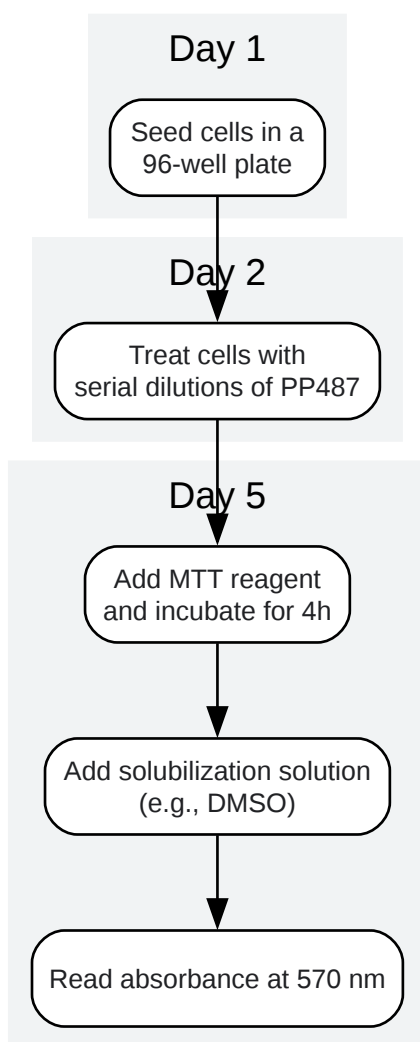 Day 1
Seed cells in a
96-well plate
Day 2
Treat cells with
serial dilutions of PP487
Day 5
Add MTT reagent
and incubate for 4h
Add solubilization solution
(e.g., DMSO)
Read absorbance at 570 nm